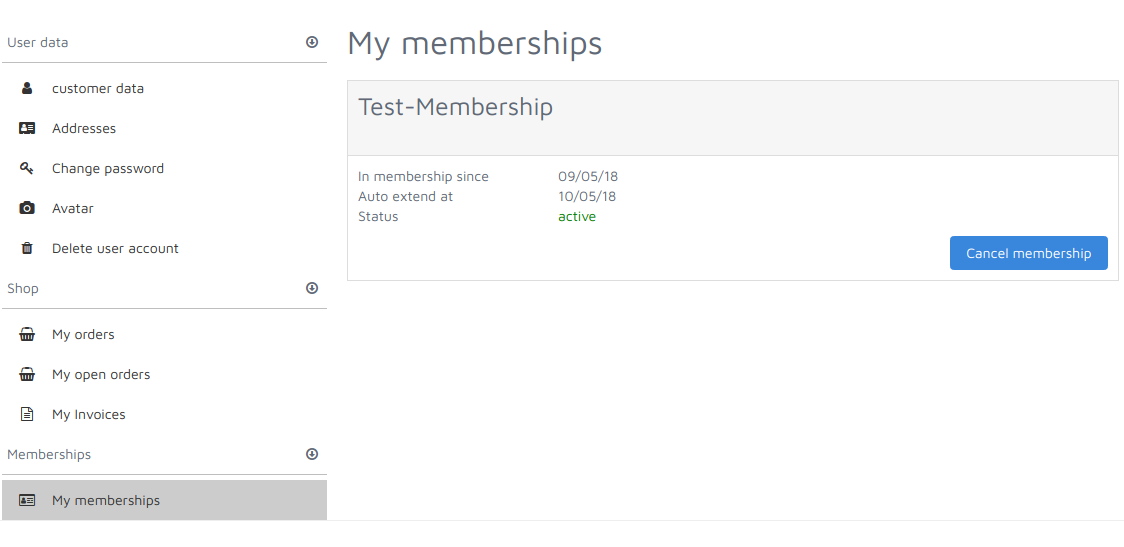 User data
customer data
Addresses
Change password
Avatar
Delete user account
Shop
My orders
My open orders
My Invoices
Memberships
My memberships
My memberships
Test-Membership
In membership since 09/05/18
Auto extend at 10/05/18
Status active
Cancel membership